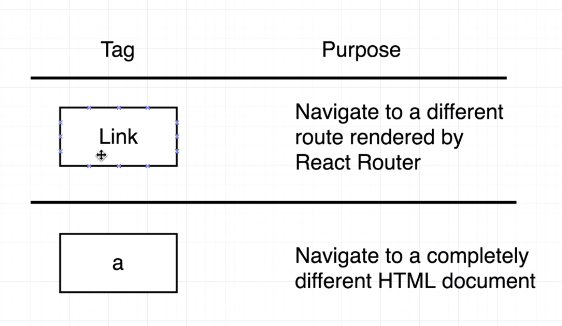 Tag Purpose
Link
Navigate to a different
route rendered by
React Router
a
Navigate to a completely
different HTML document